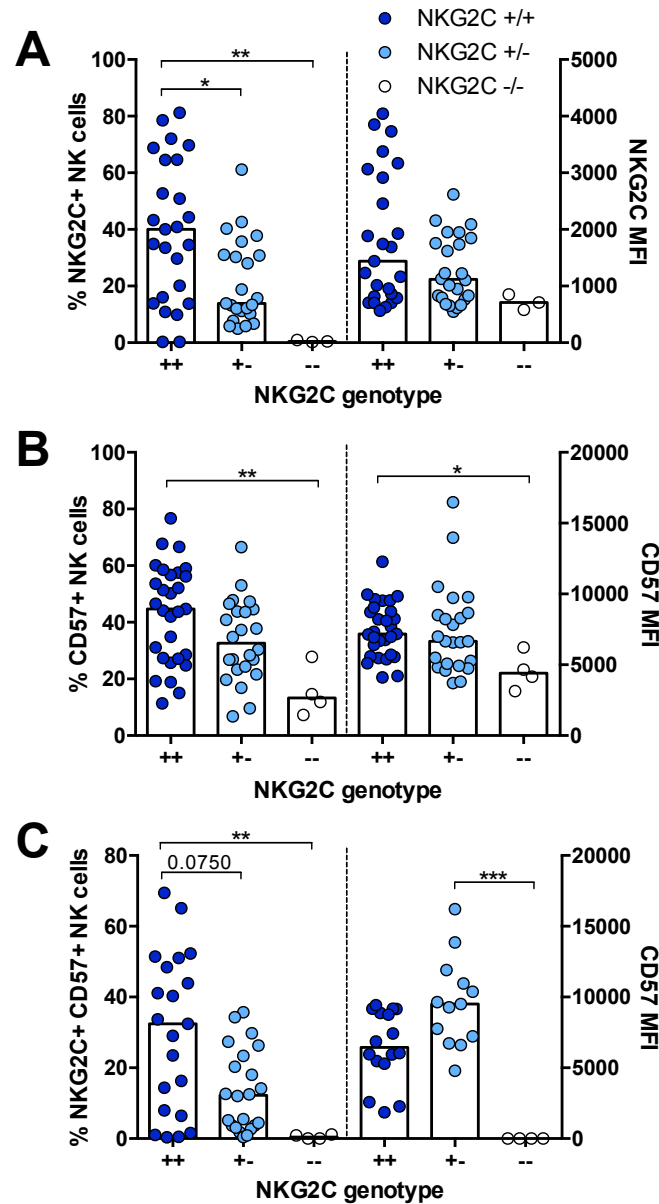 NKG2C +/+
NKG2C +/-
NKG2C -/-
A
% NKG2C+ NK cells
100
80
60
40
20
0
**
*
5000
4000
3000
2000
1000
0
NKG2C MFI
++ +- -- ++ +- --
NKG2C genotype
B
% CD57+ NK cells
100
80
60
40
20
0
**
*
20000
15000
10000
5000
0
CD57 MFI
++ +- -- ++ +- --
NKG2C genotype
C
% NKG2C+ CD57+ NK cells
80
60
40
20
0
**
0.0750
***
20000
15000
10000
5000
0
CD57 MFI
++ +- -- ++ +- --
NKG2C genotype